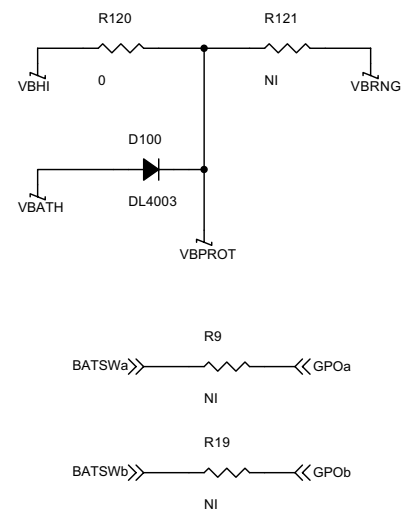 R120 R121
VBHI 0 NI VBRNG
D100
VBATH DL4003
VBPROT
R9
BATSWa GPOa
NI
R19
BATSWb GPOb
NI